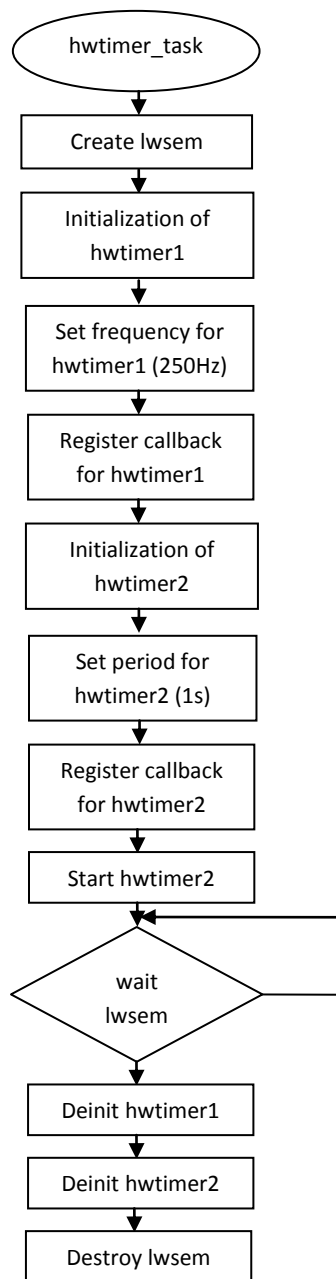 hwtimer_task
Create lwsem
Initialization of
hwtimer1
Set frequency for
hwtimer1 (250Hz)
Register callback
for hwtimer1
Initialization of
hwtimer2
Set period for
hwtimer2 (1s)
Register callback
for hwtimer2
Start hwtimer2
wait
lwsem
Deinit hwtimer1
Deinit hwtimer2
Destroy lwsem